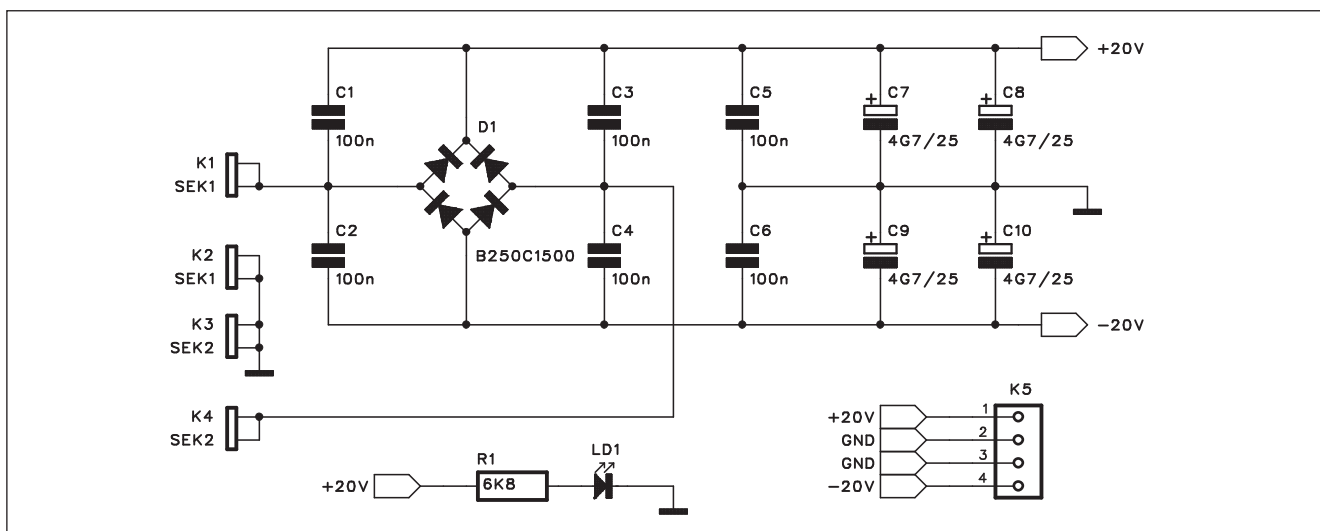 +20V
C1
100n
D1
C3
100n
C5
100n
+
C7
4G7/25
+
C8
4G7/25
K1
SEK1
C2
100n
B250C1500
C4
100n
C6
100n
+
C9
4G7/25
+
C10
4G7/25
K2
SEK1
K3
SEK2
-20V
K4
SEK2
R1
6K8
LD1
+20V
K5
+20V
1
GND
2
GND
3
-20V
4